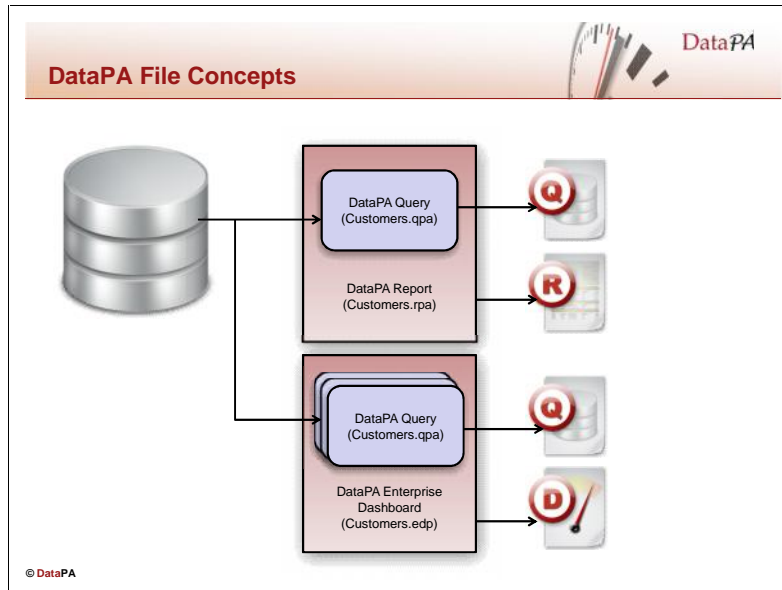 DataPA
DataPA File Concepts
DataPA Query
(Customers.qpa)
Q
DataPA Report
(Customers.rpa)
R
DataPA Query
(Customers.qpa)
Q
DataPA Enterprise
Dashboard
(Customers.edp)
D
© DataPA